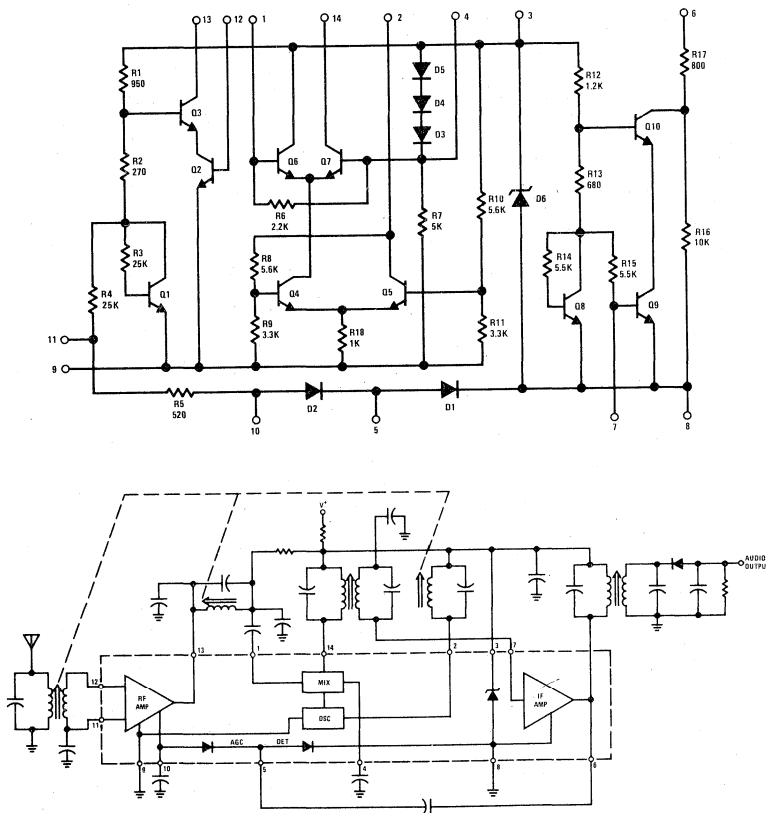 13 12 1 14 2 4 3 6
R1
950
D5
R12
1.2K
R17
800
Q3
D4
Q10
D3
R2
270
Q2
Q6
Q7
R13
680
R10
5.6K
D6
R6
2.2K
R7
5K
R16
10K
R3
25K
R8
5.6K
R14
5.5K
R15
5.5K
R4
25K
Q1
Q4
Q5
Q8
Q9
R9
3.3K
R18
1K
R11
3.3K
11
9
R5
520
D2
D1
10
5
7
8
V+
AUDIO
OUTPUT
13 1 14 2 3 7
12
RF
AMP
MIX
IF
AMP
11
OSC
AGC DET
9 10 5 4 8 6